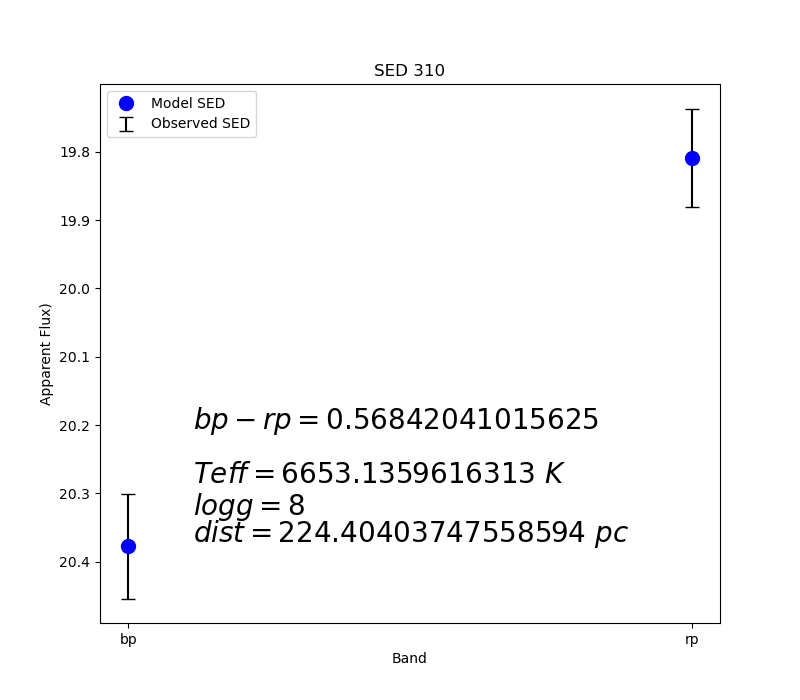 SED 310
Model SED
Observed SED
19.8
19.9
20.0
20.1
20.2
20.3
20.4
Apparent Flux)
bp − rp = 0.56842041015625
Teff = 6653.1359616313 K
logg = 8
dist = 224.40403747558594 pc
bp
rp
Band